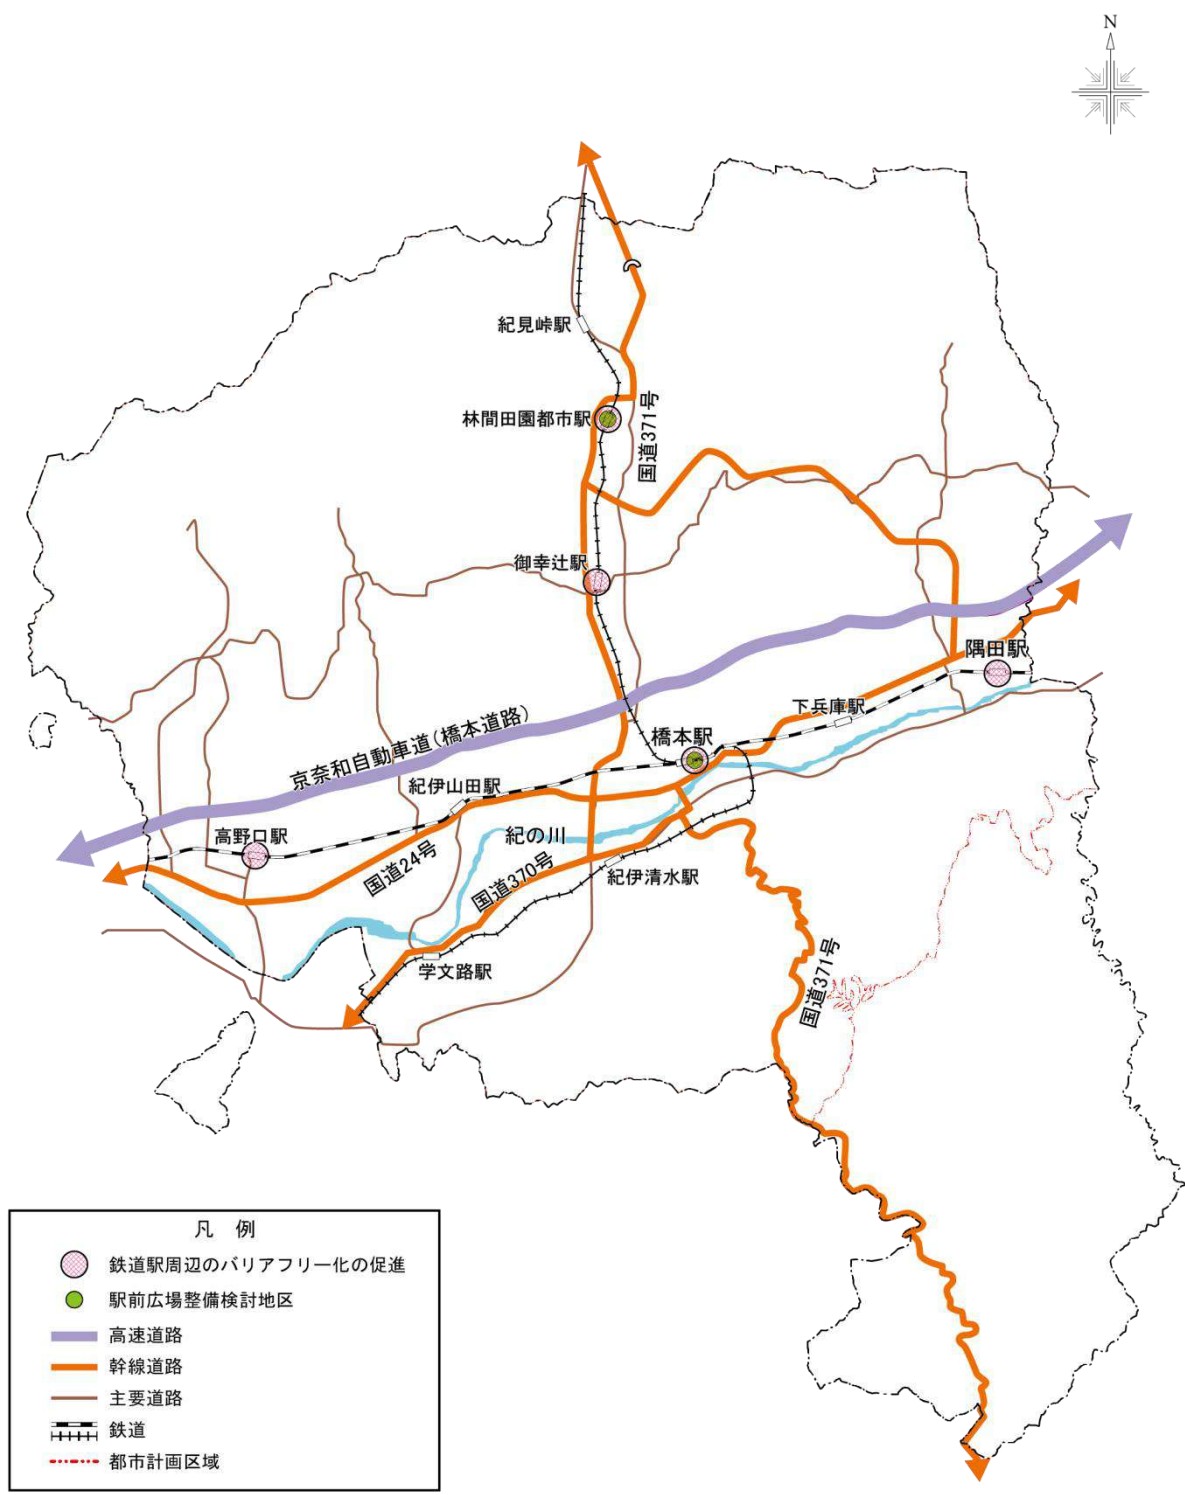 N
紀見峠駅
林間田園都市駅
国道371号
御幸辻駅
隅田駅
下兵庫駅
橋本駅
京奈和自動車道(橋本道路)
紀伊山田駅
高野口駅
紀の川
国道24号
国道370号
紀伊清水駅
学文路駅
国道371号
凡 例
鉄道駅周辺のバリアフリー化の促進
駅前広場整備検討地区
高速道路
幹線道路
主要道路
鉄道
都市計画区域